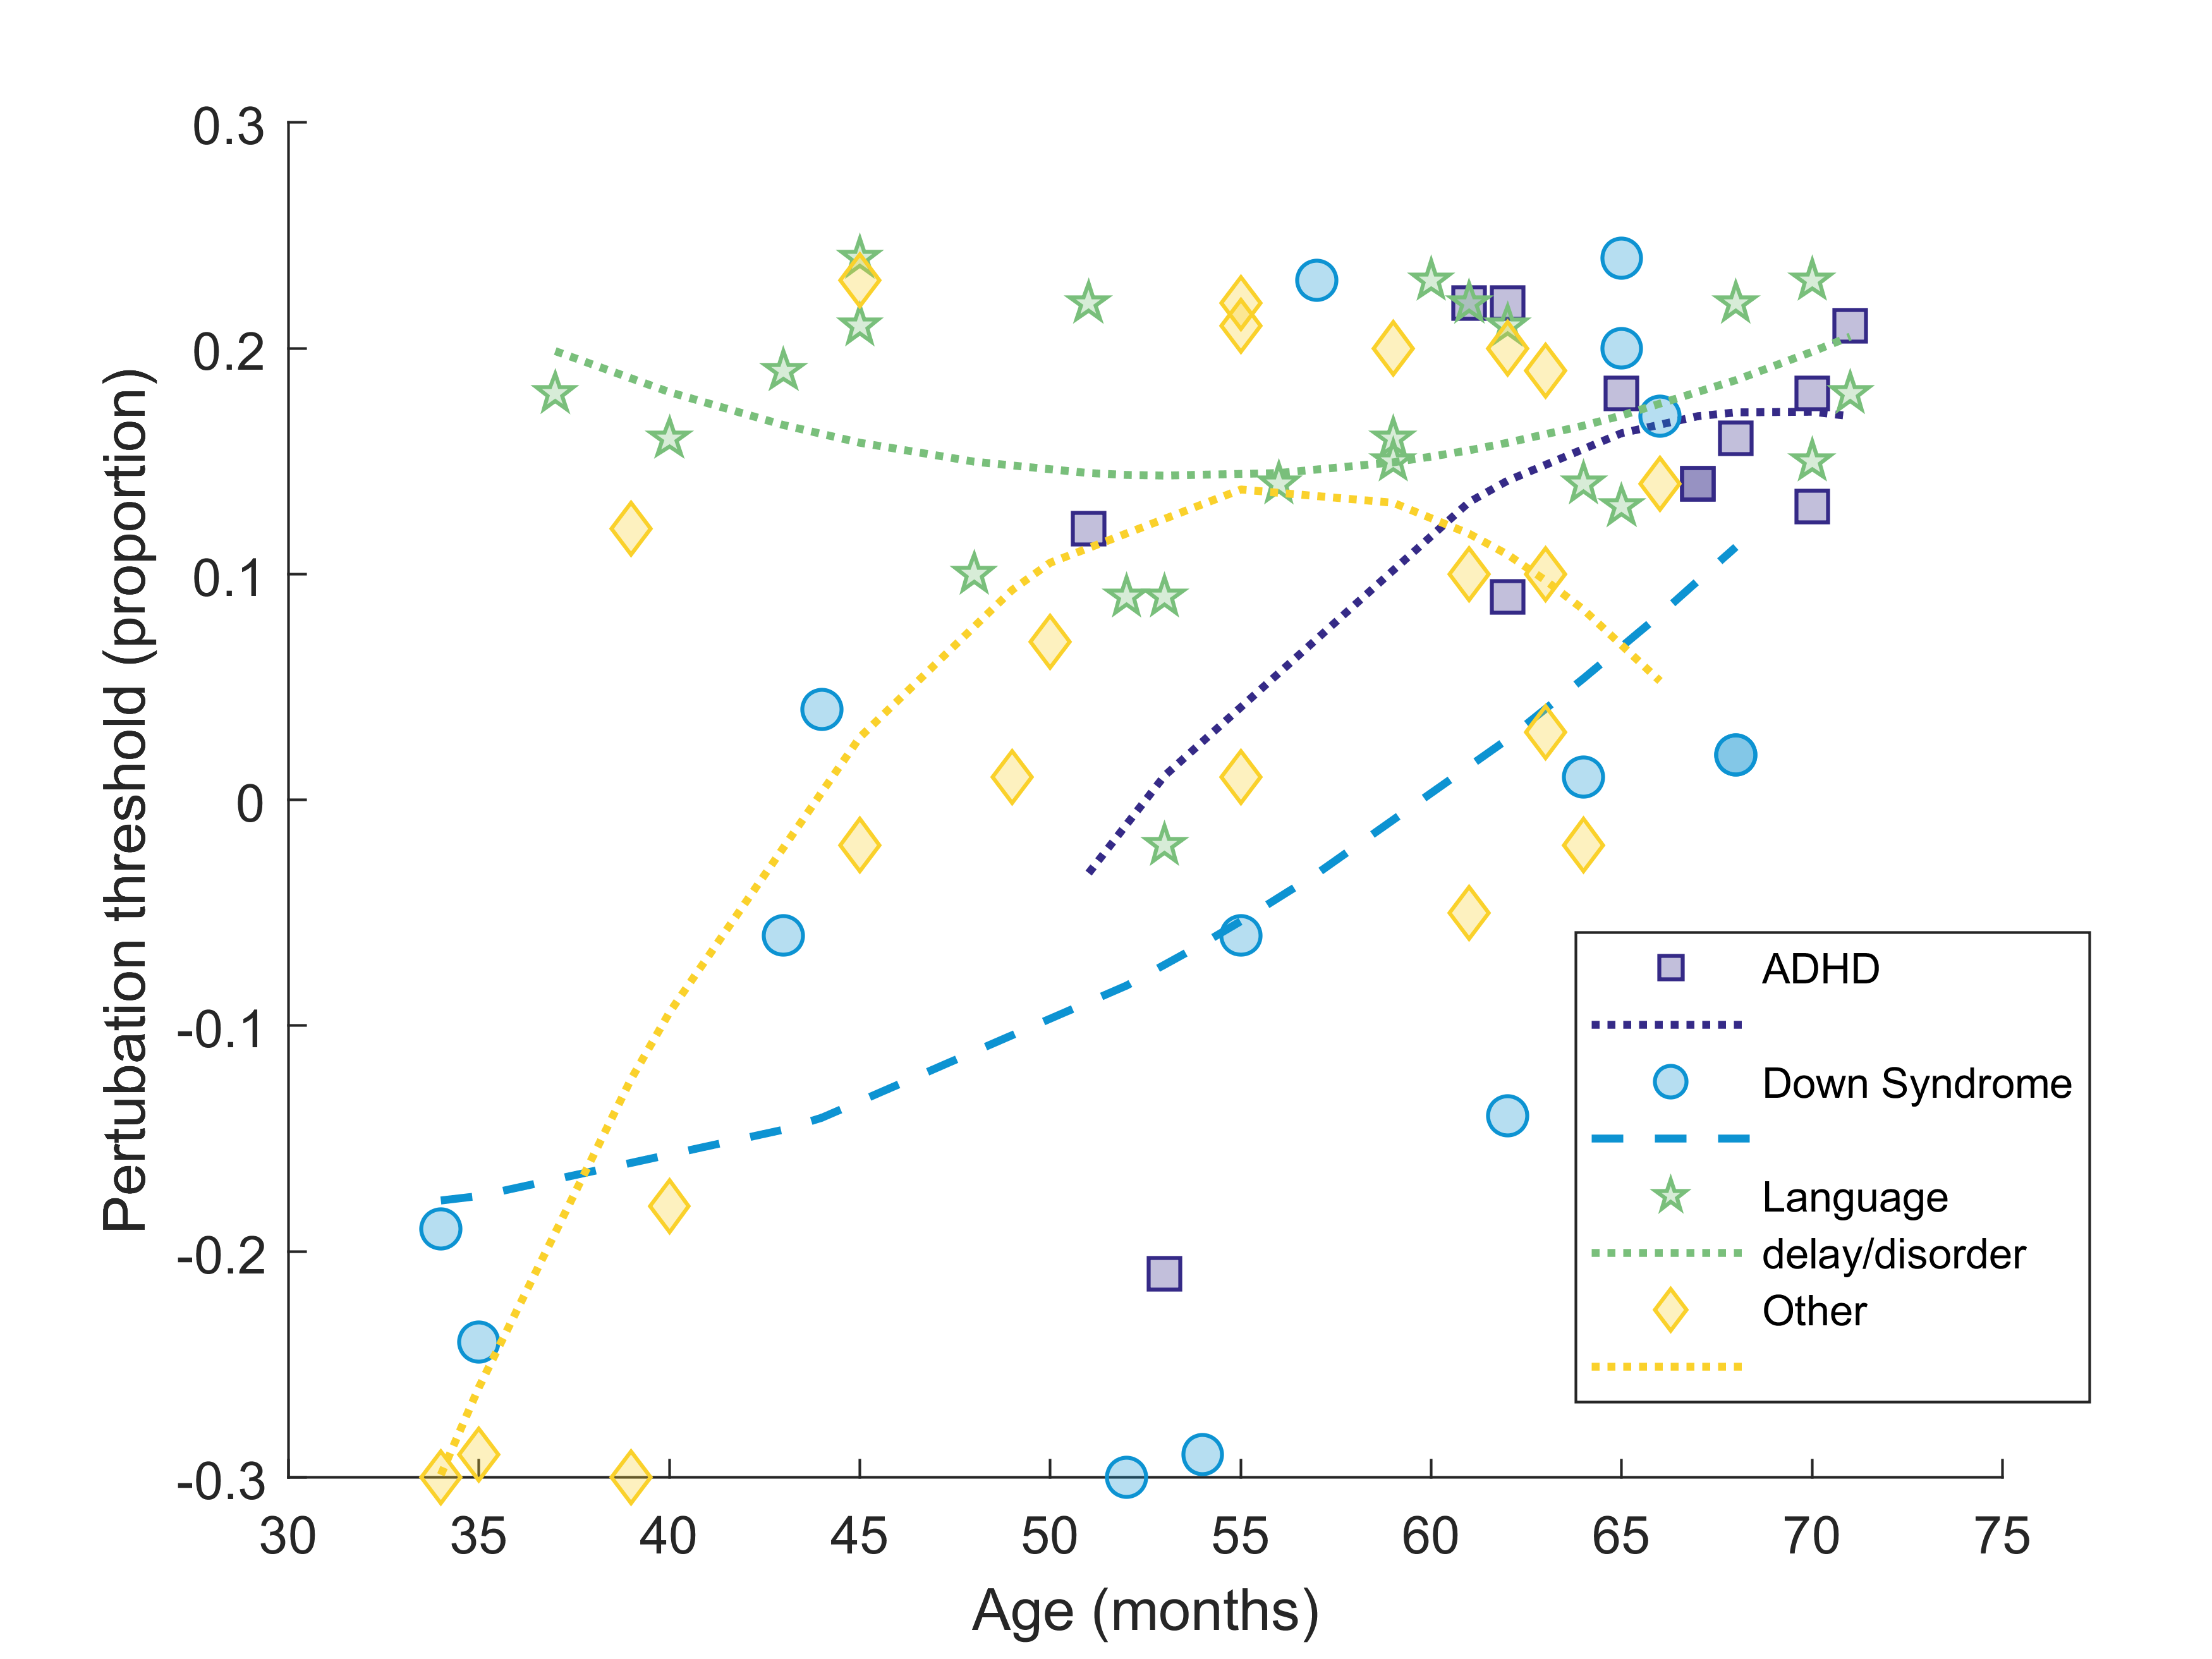 0.3
0.2
0.1
0
-0.1
-0.2
-0.3
Pertubation threshold (proportion)
30 35 40 45 50 55 60 65 70 75
Age (months)
ADHD
Down Syndrome
Language
delay/disorder
Other